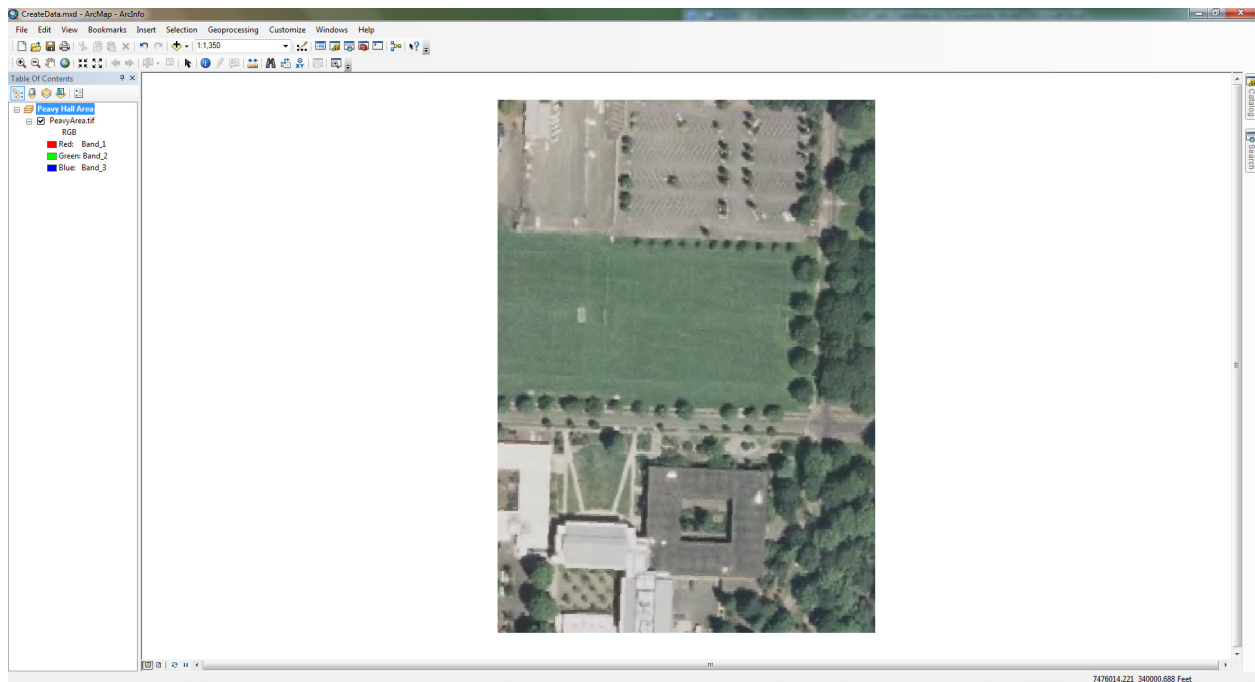 CreateData.mxd - ArcMap - ArcInfo
File Edit View Bookmarks Insert Selection Geoprocessing Customize Windows Help
1:1,350
Table Of Contents
Peavy Hall Area
PeavyArea.tif
RGB
Red: Band_1
Green: Band_2
Blue: Band_3
Catalog
Search
7476014.221 340000.688 Feet